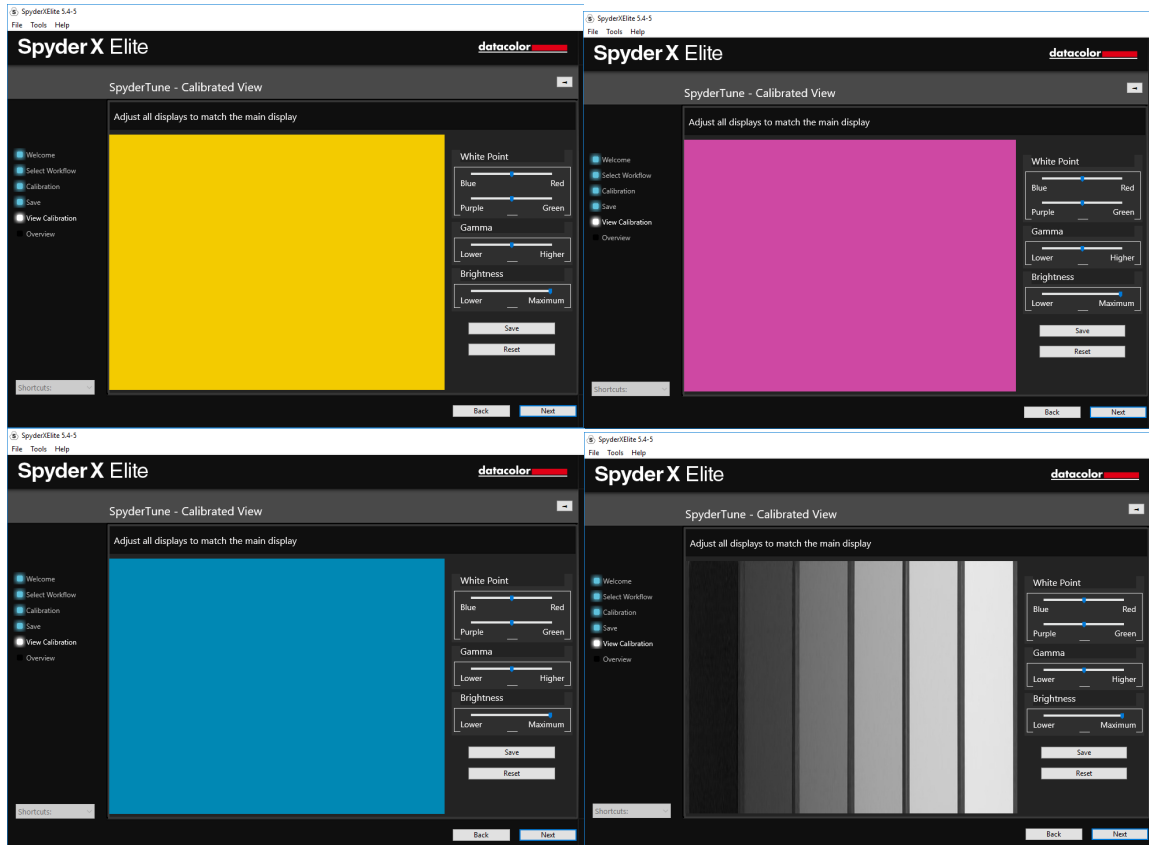 SpyderXElite 5.4-5
File Tools Help
Spyder X Elite
datacolor
SpyderTune - Calibrated View
Adjust all displays to match the main display
Welcome
Select Workflow
Calibration
Save
View Calibration
Overview
White Point
Blue Red
Purple Green
Gamma
Lower Higher
Brightness
Lower Maximum
Save
Reset
Shortcuts:
Back Next
SpyderXElite 5.4-5
File Tools Help
Spyder X Elite
datacolor
SpyderTune - Calibrated View
Adjust all displays to match the main display
Welcome
Select Workflow
Calibration
Save
View Calibration
Overview
White Point
Blue Red
Purple Green
Gamma
Lower Higher
Brightness
Lower Maximum
Save
Reset
Shortcuts:
Back Next
SpyderXElite 5.4-5
File Tools Help
Spyder X Elite
datacolor
SpyderTune - Calibrated View
Adjust all displays to match the main display
Welcome
Select Workflow
Calibration
Save
View Calibration
Overview
White Point
Blue Red
Purple Green
Gamma
Lower Higher
Brightness
Lower Maximum
Save
Reset
Shortcuts:
Back Next
SpyderXElite 5.4-5
File Tools Help
Spyder X Elite
datacolor
SpyderTune - Calibrated View
Adjust all displays to match the main display
Welcome
Select Workflow
Calibration
Save
View Calibration
Overview
White Point
Blue Red
Purple Green
Gamma
Lower Higher
Brightness
Lower Maximum
Save
Reset
Shortcuts:
Back Next